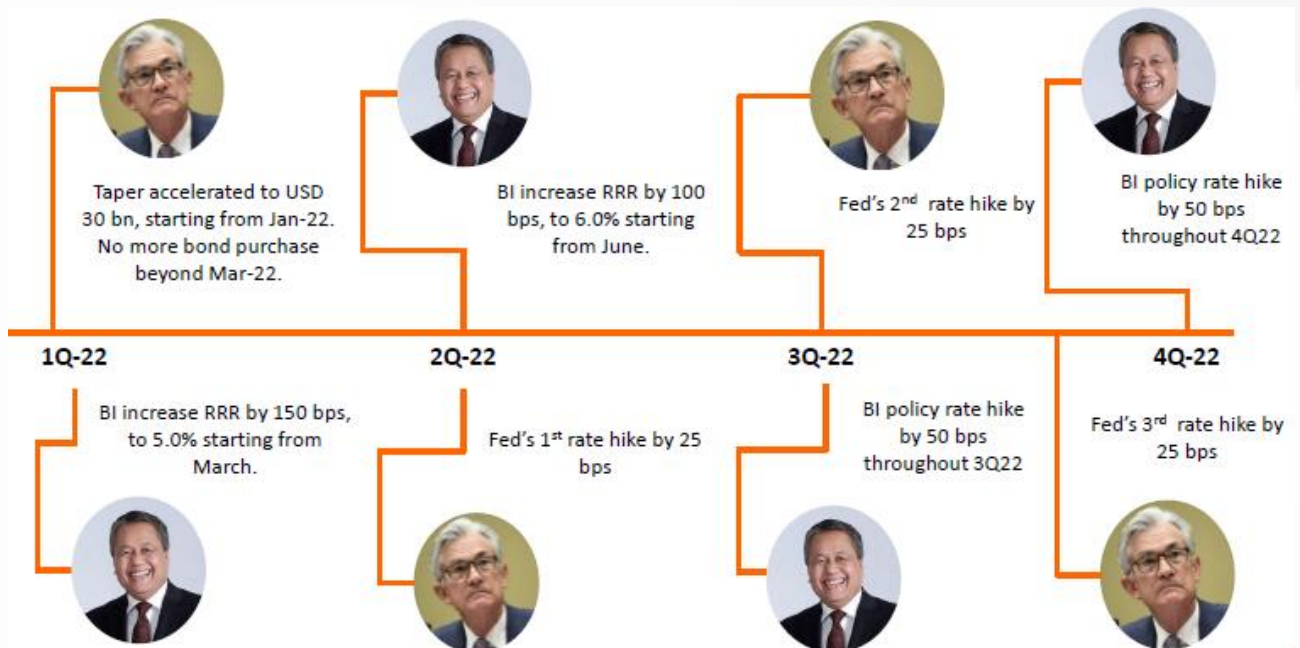 Taper accelerated to USD
30 bn, starting from Jan-22.
No more bond purchase
beyond Mar-22.
BI increase RRR by 100
bps, to 6.0% starting
from June.
Fed's 2nd rate hike by
25 bps
BI policy rate hike
by 50 bps
throughout 4Q22
1Q-22
2Q-22
3Q-22
4Q-22
BI increase RRR by 150 bps,
to 5.0% starting from
March.
Fed's 1st rate hike by 25
bps
BI policy rate hike
by 50 bps
throughout 3Q22
Fed's 3rd rate hike by
25 bps